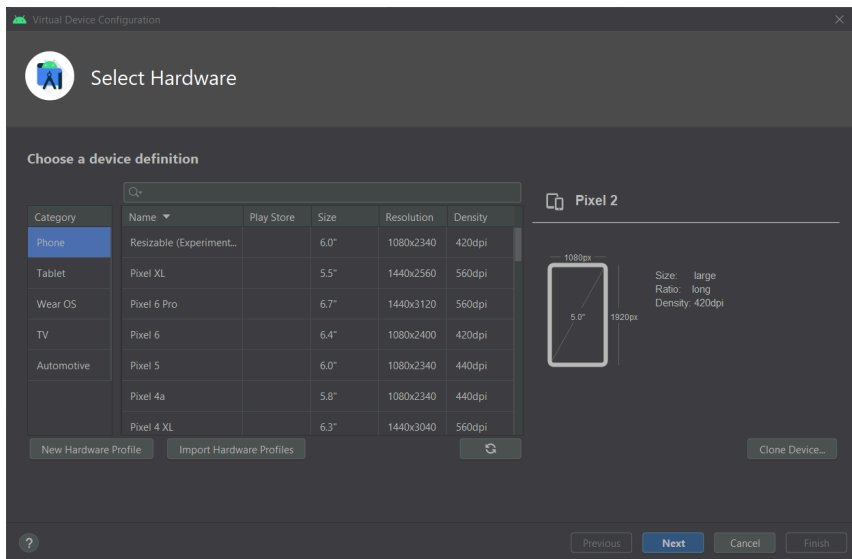 Virtual Device Configuration
Select Hardware
Choose a device definition
Category
Phone
Tablet
Wear OS
TV
Automotive
Name Play Store Size Resolution Density
Resizable (Experiment... 6.0" 1080x2340 420dpi
Pixel XL 5.5" 1440x2560 560dpi
Pixel 6 Pro 6.7" 1440x3120 560dpi
Pixel 6 6.4" 1080x2400 420dpi
Pixel 5 6.0" 1080x2340 440dpi
Pixel 4a 5.8" 1080x2340 440dpi
Pixel 4 XL 6.3" 1440x3040 560dpi
New Hardware Profile Import Hardware Profiles
Pixel 2
1080px
5.0" 1920px
Size: large
Ratio: long
Density: 420dpi
Clone Device...
? Previous Next Cancel Finish